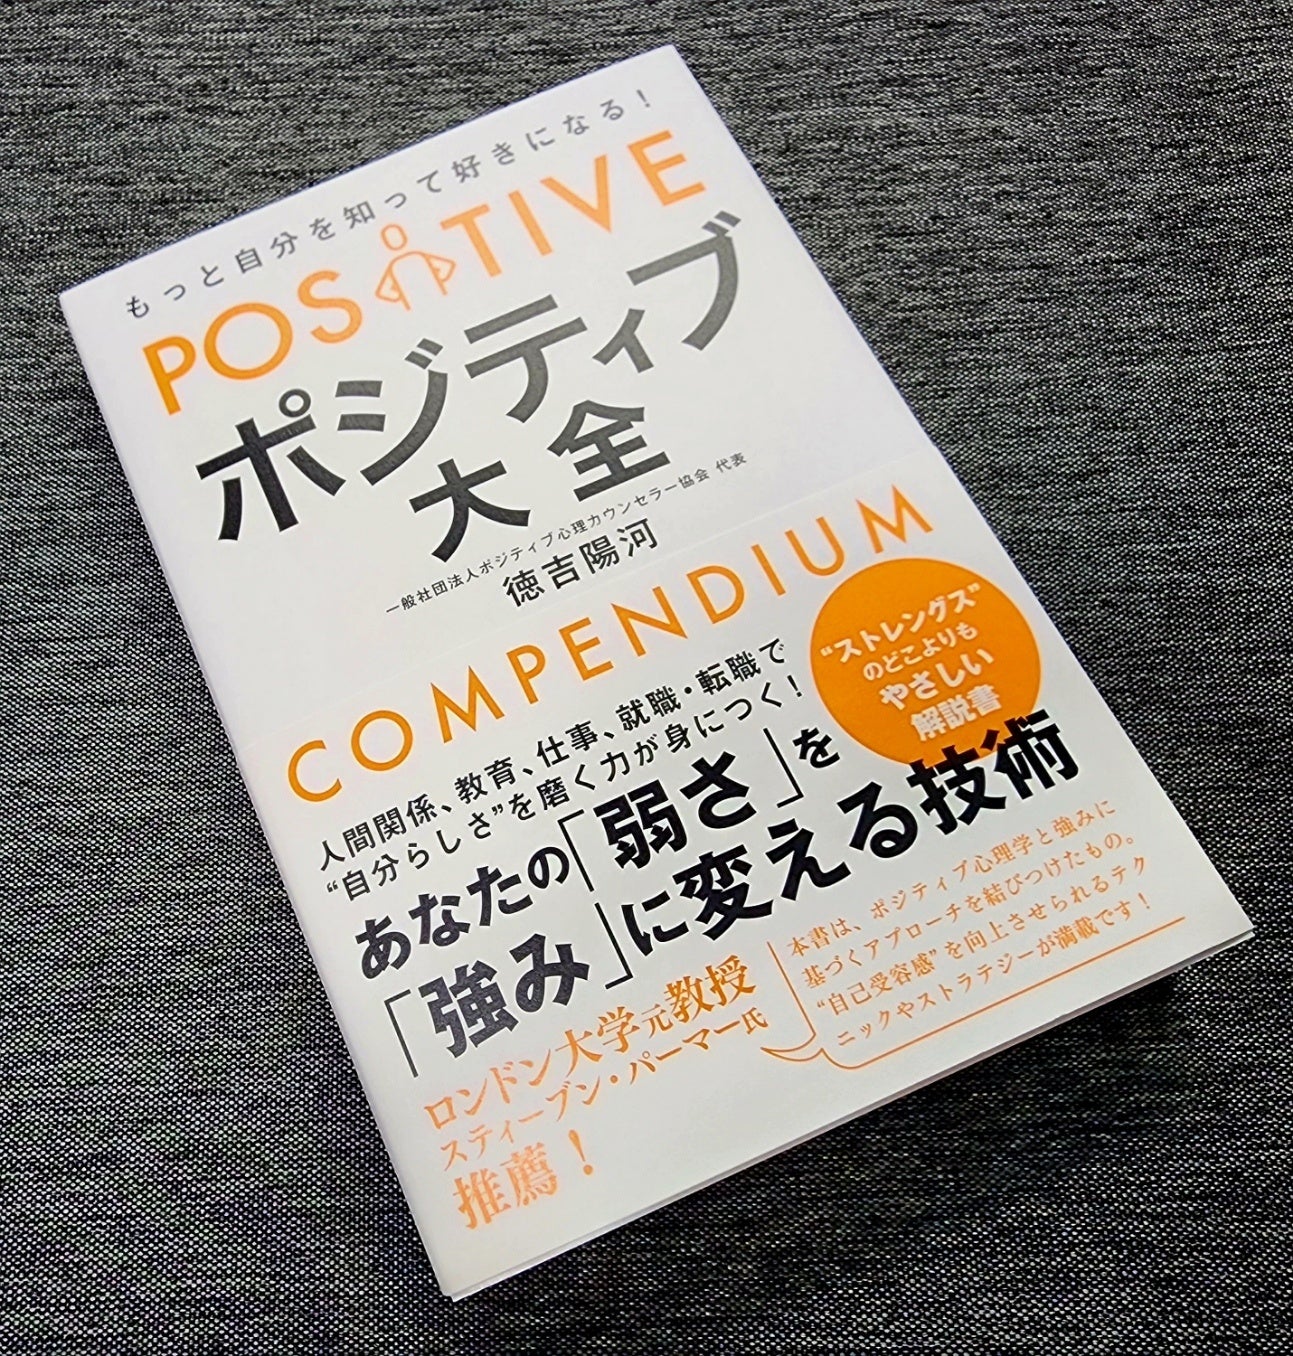 もっと自分を知って好きになる！
POSITIVE
ポジティブ
大全
一般社団法人ポジティブ心理カウンセラー協会 代表
徳吉陽河
COMPENDIUM
“ストレングス”
のどこよりも
やさしい
解説書
人間関係、教育、仕事、就職・転職で
“自分らしさ”を磨く力が身につく！
あなたの「弱さ」を
「強み」に変える技術
ロンドン大学元教授
スティーブン・パーマー氏
推薦！
本書は、ポジティブ心理学と強みに
基づくアプローチを結びつけたもの。
“自己受容感”を向上させられるテク
ニックやストラテジーが満載です！